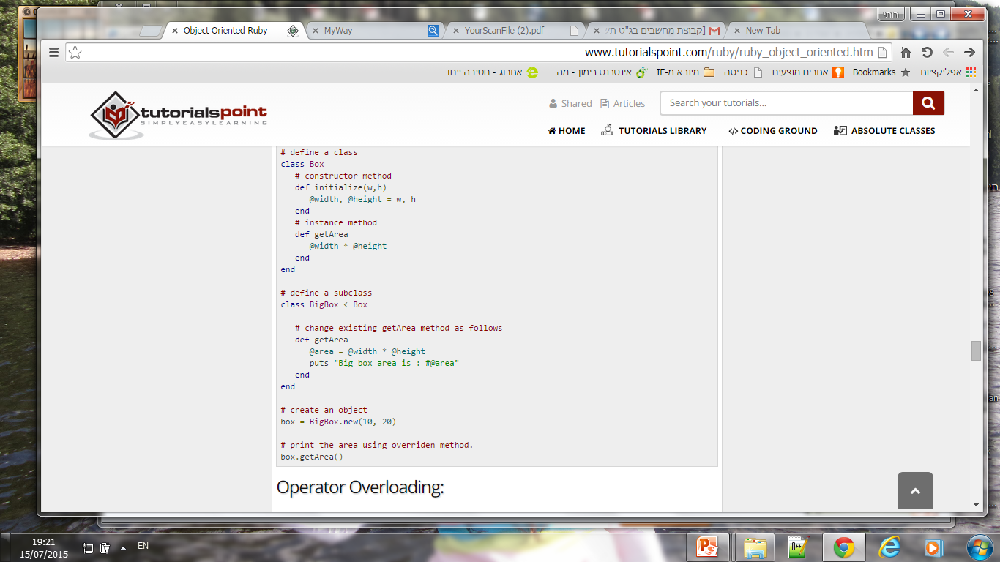 חתי
Object Oriented Ruby
MyWay
YourScanFile (2).pdf
[קבוצת מחשבים בג"ט תע
New Tab
www.tutorialspoint.com/ruby/ruby_object_oriented.htm
אפליקציות
Bookmarks
אתרים מוצעים
כניסה
מיובא מ-IE
אינטרנט רימון - מה ...
אתרוג - חטיבה ייחד...
tutorialspoint
SIMPLYEASYLEARNING
Shared
Articles
Search your tutorials...
HOME
TUTORIALS LIBRARY
</> CODING GROUND
ABSOLUTE CLASSES
# define a class
class Box
# constructor method
def initialize(w,h)
@width, @height = w, h
end
# instance method
def getArea
@width * @height
end
end
# define a subclass
class BigBox < Box
# change existing getArea method as follows
def getArea
@area = @width * @height
puts "Big box area is : #@area"
end
end
# create an object
box = BigBox.new(10, 20)
# print the area using overriden method.
box.getArea()
Operator Overloading:
19:21
15/07/2015
EN